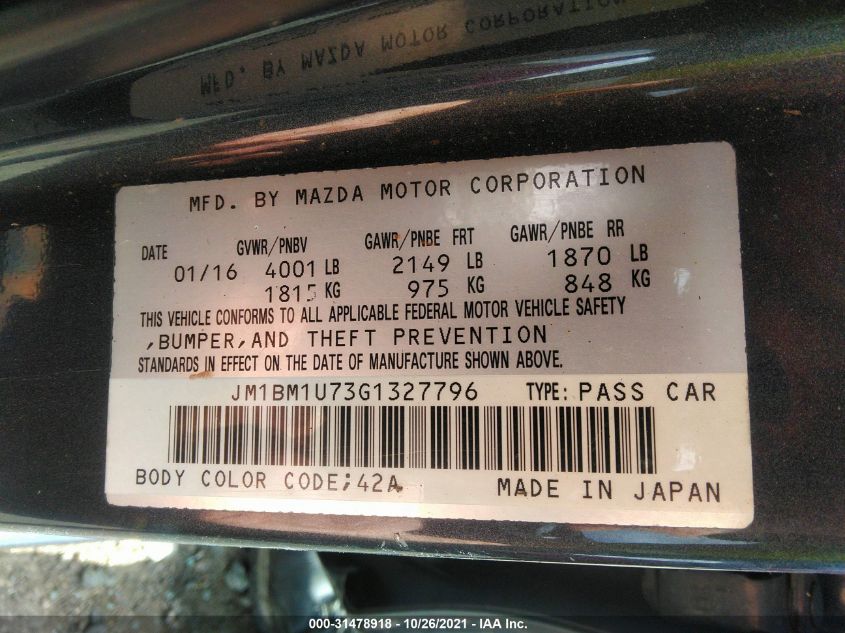 MFD. BY MAZDA MOTOR CORPORATION
MFD. BY MAZDA MOTOR CORPORATION
DATE GVWR/PNBV GAWR/PNBE FRT GAWR/PNBE RR
01/16 4001 LB 2149 LB 1870 LB
1815 KG 975 KG 848 KG
THIS VEHICLE CONFORMS TO ALL APPLICABLE FEDERAL MOTOR VEHICLE SAFETY
,BUMPER,AND THEFT PREVENTION
STANDARDS IN EFFECT ON THE DATE OF MANUFACTURE SHOWN ABOVE.
JM1BM1U73G1327796 TYPE: PASS CAR
BODY COLOR CODE;42A MADE IN JAPAN
000-31478918 - 10/26/2021 - IAA Inc.